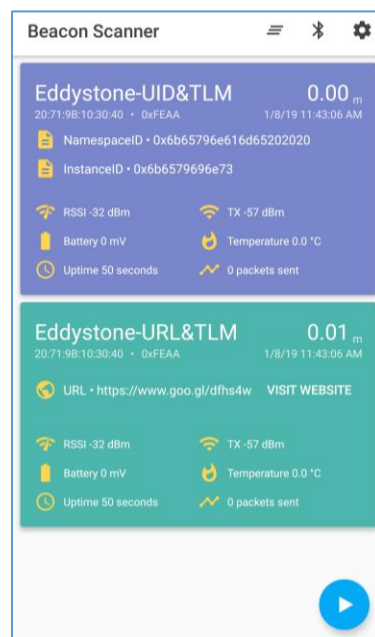 Beacon Scanner
Eddystone-UID&TLM 0.00 m
20:71:9B:10:30:40 • 0xFEAA 1/8/19 11:43:06 AM
NamespaceID • 0x6b65796e616d65202020
InstanceID • 0x6b6579696e73
RSSI -32 dBm TX -57 dBm
Battery 0 mV Temperature 0.0 °C
Uptime 50 seconds 0 packets sent
Eddystone-URL&TLM 0.01 m
20:71:9B:10:30:40 • 0xFEAA 1/8/19 11:43:06 AM
URL • https://www.goo.gl/dfhs4w VISIT WEBSITE
RSSI -32 dBm TX -57 dBm
Battery 0 mV Temperature 0.0 °C
Uptime 50 seconds 0 packets sent